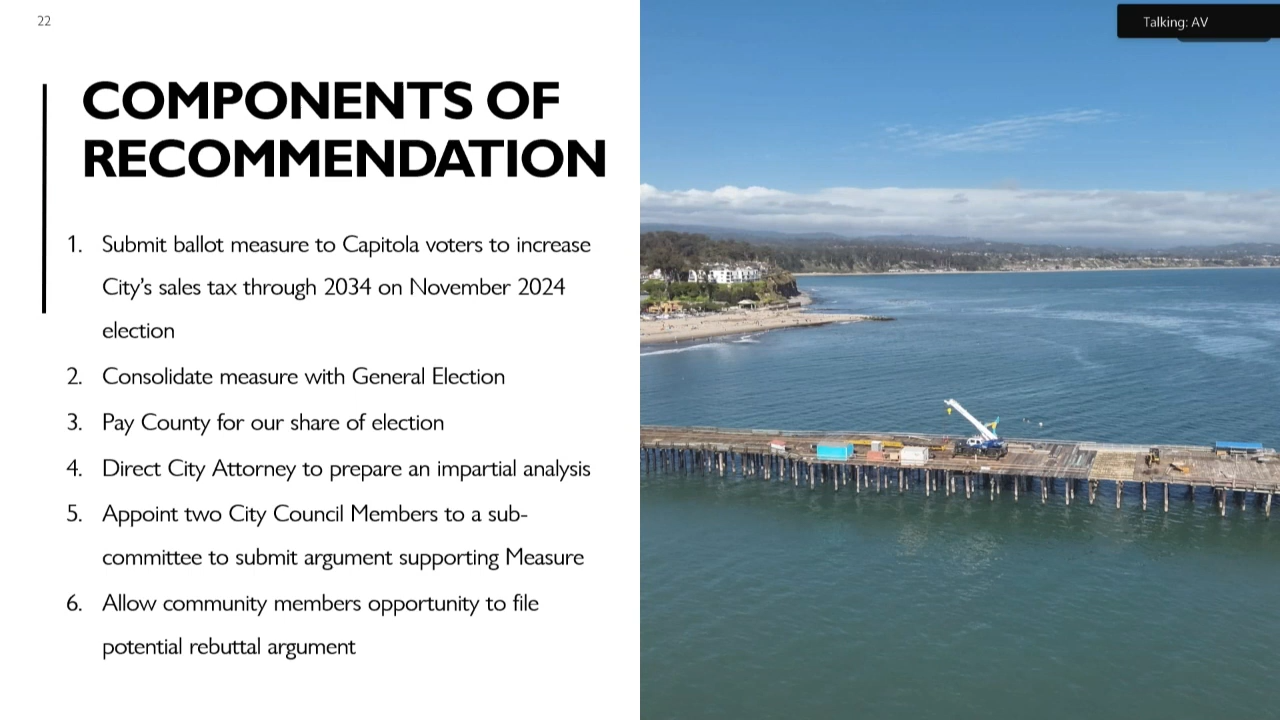 22
Talking: AV
COMPONENTS OF
RECOMMENDATION
1. Submit ballot measure to Capitola voters to increase
City’s sales tax through 2034 on November 2024
election
2. Consolidate measure with General Election
3. Pay County for our share of election
4. Direct City Attorney to prepare an impartial analysis
5. Appoint two City Council Members to a sub-
committee to submit argument supporting Measure
6. Allow community members opportunity to file
potential rebuttal argument